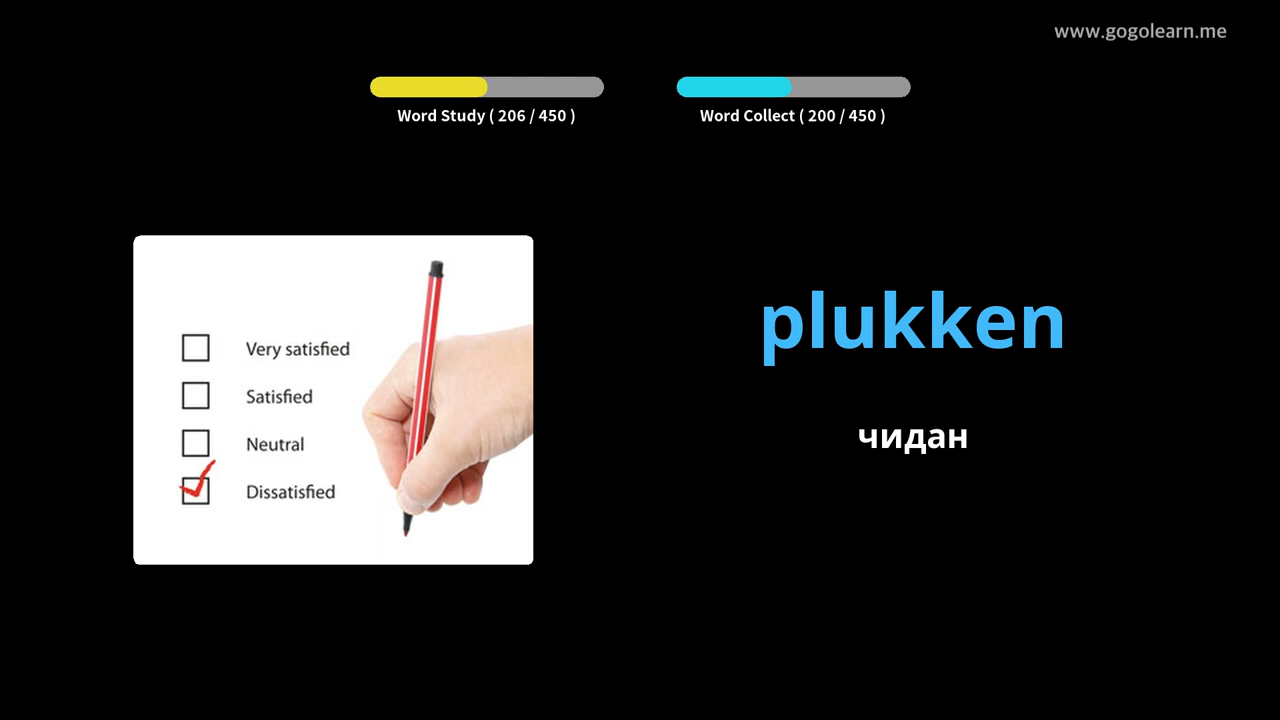 www.gogolearn.me
Word Study ( 206 / 450 )
Word Collect ( 200 / 450 )
Very satisfied
Satisfied
Neutral
Dissatisfied
plukken
чидан